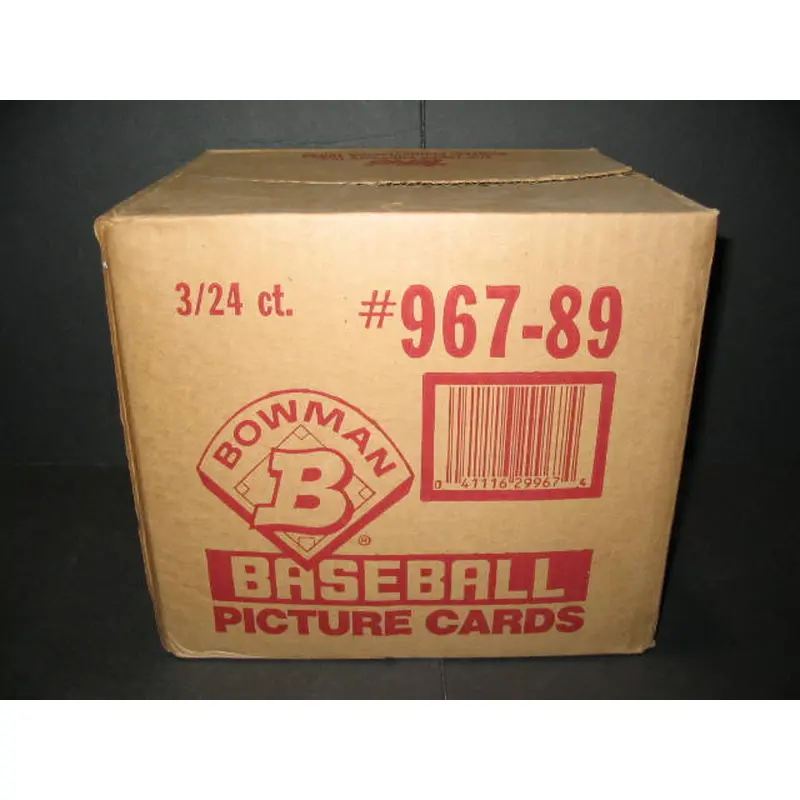 3/24 ct.
#967-89
BOWMAN
B
®
0 41116 29967 4
BASEBALL
PICTURE CARDS